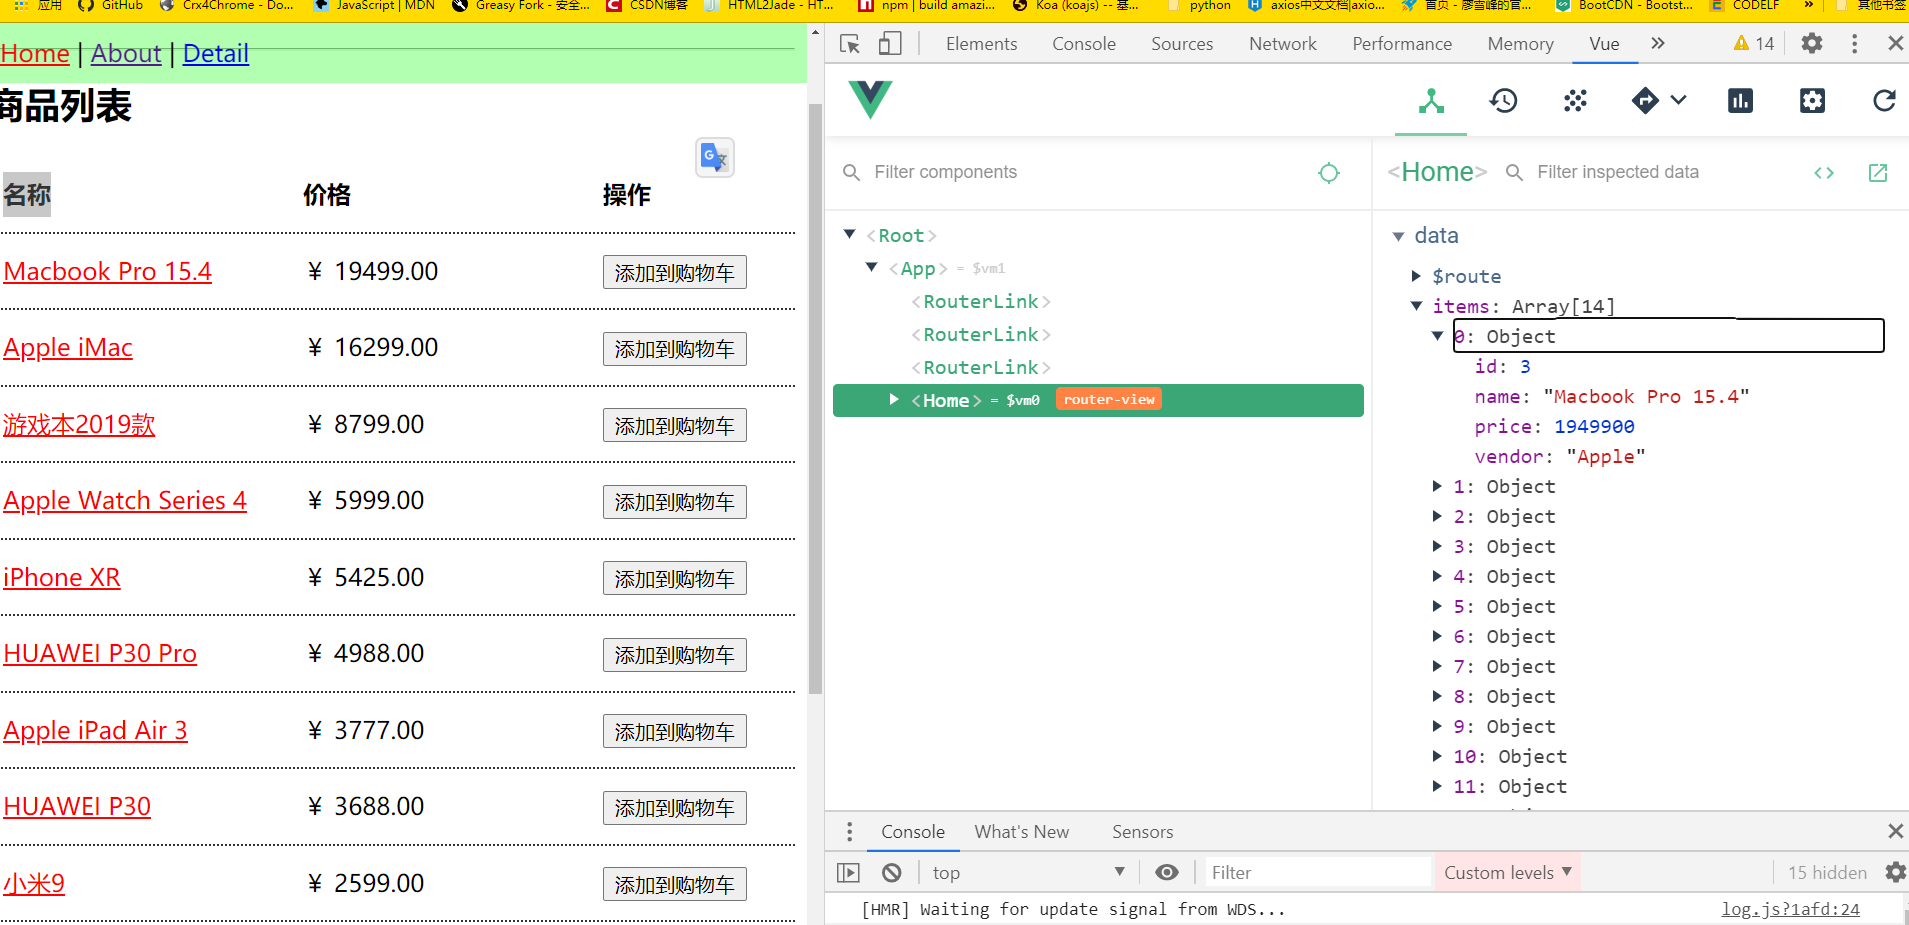 应用 GitHub Crx4Chrome - Do... JavaScript | MDN Greasy Fork - 安全... CSDN博客 HTML2Jade - HT... npm | build amazi... Koa (koajs) -- 基... python axios中文文档|axio... 首页 - 廖雪峰的官... BootCDN - Bootst... CODELF » 其他书签
Home | About | Detail
商品列表
名称 价格 操作
Macbook Pro 15.4 ¥ 19499.00 添加到购物车
Apple iMac ¥ 16299.00 添加到购物车
游戏本2019款 ¥ 8799.00 添加到购物车
Apple Watch Series 4 ¥ 5999.00 添加到购物车
iPhone XR ¥ 5425.00 添加到购物车
HUAWEI P30 Pro ¥ 4988.00 添加到购物车
Apple iPad Air 3 ¥ 3777.00 添加到购物车
HUAWEI P30 ¥ 3688.00 添加到购物车
小米9 ¥ 2599.00 添加到购物车
Elements Console Sources Network Performance Memory Vue » 14
Filter components
<Root>
<App> = $vm1
<RouterLink>
<RouterLink>
<RouterLink>
<Home> = $vm0 router-view
<Home> Filter inspected data
data
$route
items: Array[14]
0: Object
id: 3
name: "Macbook Pro 15.4"
price: 1949900
vendor: "Apple"
1: Object
2: Object
3: Object
4: Object
5: Object
6: Object
7: Object
8: Object
9: Object
10: Object
11: Object
Console What's New Sensors
top Filter Custom levels 15 hidden
[HMR] Waiting for update signal from WDS... log.js?1afd:24